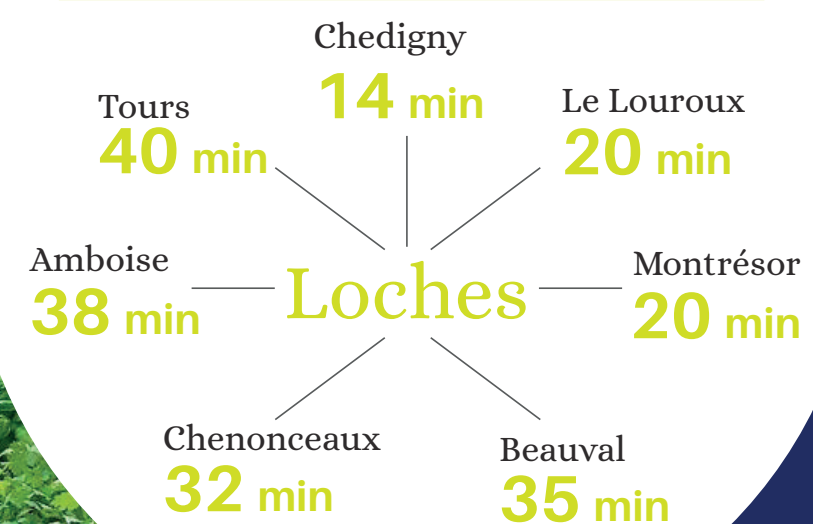 Chedigny
14 min
Tours
40 min
Le Louroux
20 min
Amboise
38 min
Loches
Montrésor
20 min
Chenonceaux
32 min
Beauval
35 min